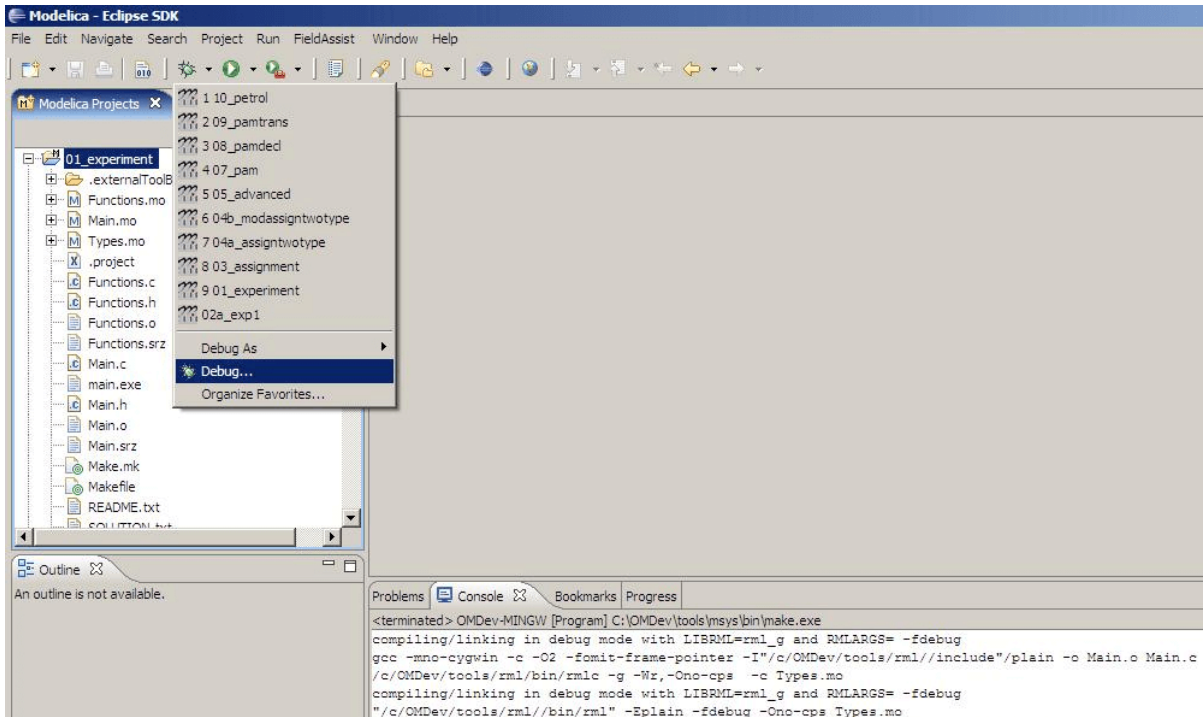 Modelica - Eclipse SDK
File Edit Navigate Search Project Run FieldAssist Window Help
Modelica Projects
01_experiment
.externalToolB
Functions.mo
Main.mo
Types.mo
.project
Functions.c
Functions.h
Functions.o
Functions.srz
Main.c
main.exe
Main.h
Main.o
Main.srz
Make.mk
Makefile
README.txt
SOLUTION.txt
1 10_petrol
2 09_pamtrans
3 08_pamdecl
4 07_pam
5 05_advanced
6 04b_modassigntwotype
7 04a_assigntwotype
8 03_assignment
9 01_experiment
02a_exp1
Debug As
Debug...
Organize Favorites...
Outline
An outline is not available.
Problems Console Bookmarks Progress
<terminated> OMDev-MINGW [Program] C:\OMDev\tools\msys\bin\make.exe
compiling/linking in debug mode with LIBRML=rml_g and RMLARGS= -fdebug
gcc -mno-cygwin -c -O2 -fomit-frame-pointer -I"/c/OMDev/tools/rml//include"/plain -o Main.o Main.c
/c/OMDev/tools/rml/bin/rmlc -g -Wr,-Ono-cps -c Types.mo
compiling/linking in debug mode with LIBRML=rml_g and RMLARGS= -fdebug
"/c/OMDev/tools/rml//bin/rml" -Eplain -fdebug -Ono-cps Types.mo